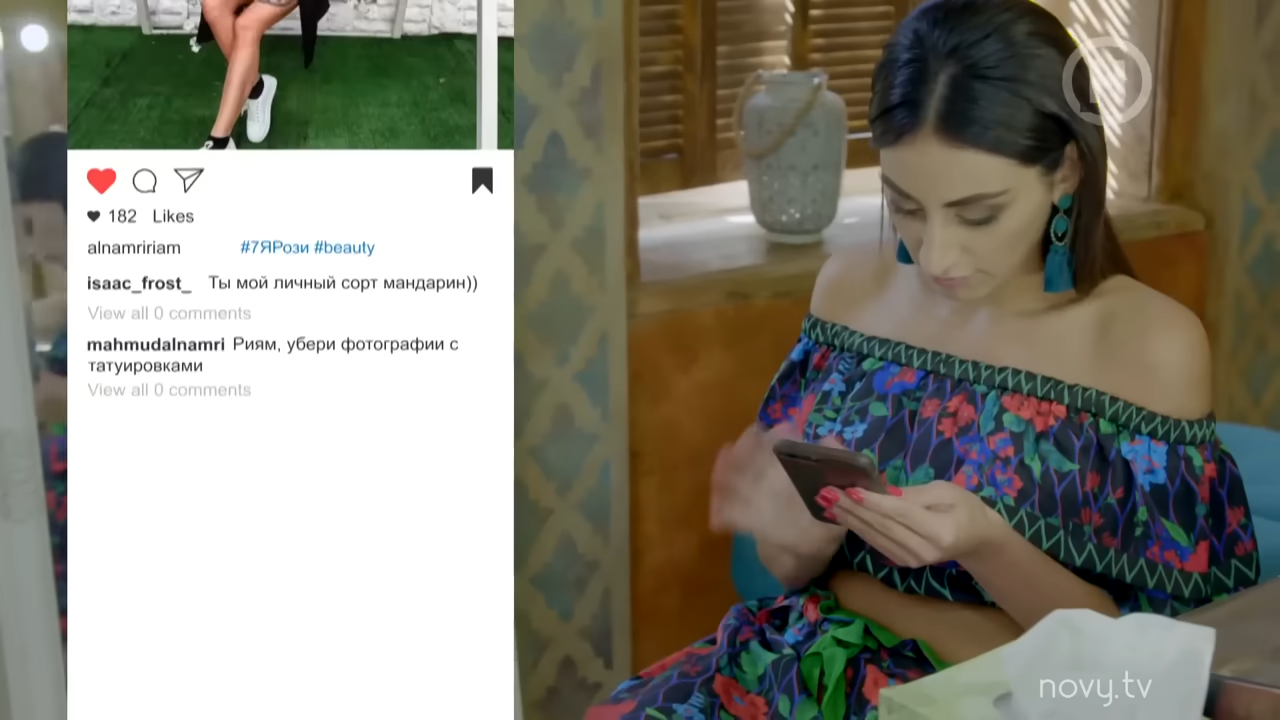 182 Likes
alnamririam #7ЯРози #beauty
isaac_frost_ Ты мой личный сорт мандарин))
View all 0 comments
mahmudalnamri Риям, убери фотографии с
татуировками
View all 0 comments
novy.tv